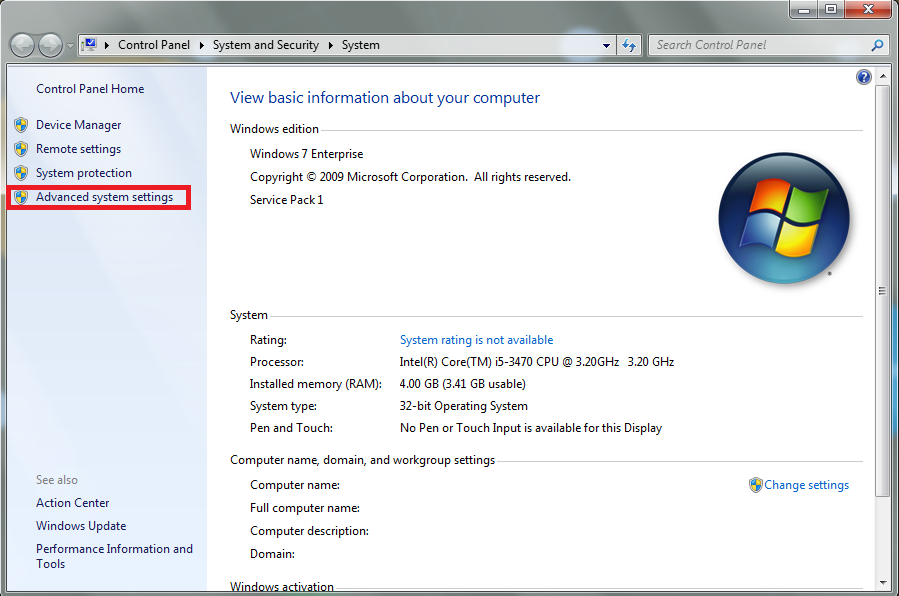 Control Panel System and Security System
Search Control Panel
Control Panel Home
Device Manager
Remote settings
System protection
Advanced system settings
See also
Action Center
Windows Update
Performance Information and
Tools
View basic information about your computer
Windows edition
Windows 7 Enterprise
Copyright © 2009 Microsoft Corporation. All rights reserved.
Service Pack 1
System
Rating: System rating is not available
Processor: Intel(R) Core(TM) i5-3470 CPU @ 3.20GHz 3.20 GHz
Installed memory (RAM): 4.00 GB (3.41 GB usable)
System type: 32-bit Operating System
Pen and Touch: No Pen or Touch Input is available for this Display
Computer name, domain, and workgroup settings
Computer name: Change settings
Full computer name:
Computer description:
Domain:
Windows activation